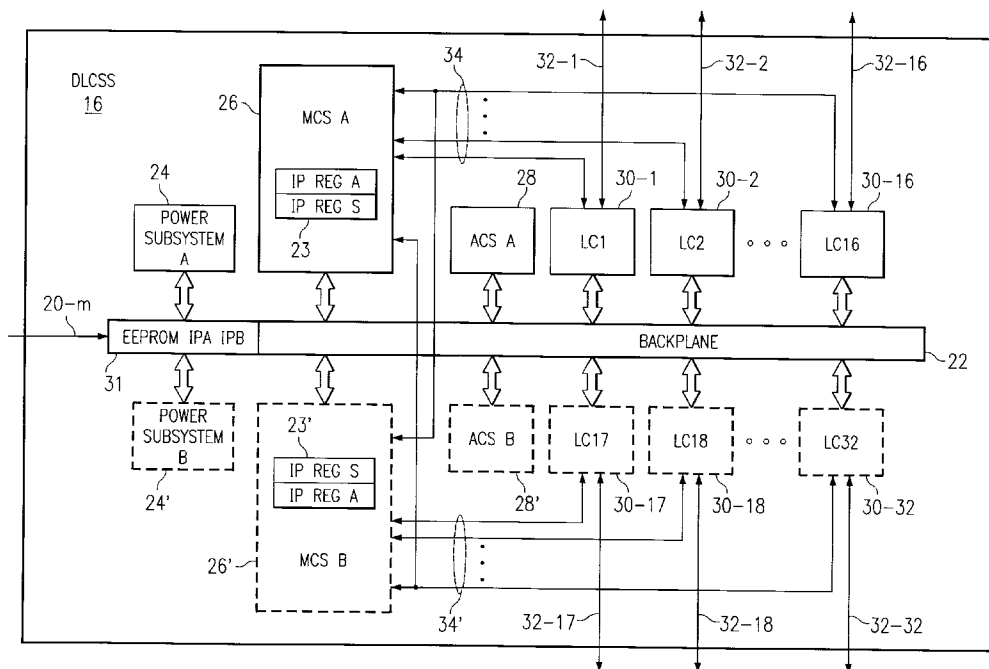 32-1
32-2
32-16
DLCSS
16
34
26
MCS A
24
IP REG A
IP REG S
23
28
30-1
30-2
30-16
POWER
SUBSYSTEM
A
ACS A
LC1
LC2
LC16
20-m
EEPROM IPA IPB
BACKPLANE
31
22
POWER
SUBSYSTEM
B
23'
IP REG S
IP REG A
ACS B
LC17
LC18
LC32
24'
28'
30-17
30-18
30-32
MCS B
26'
34'
32-17
32-18
32-32